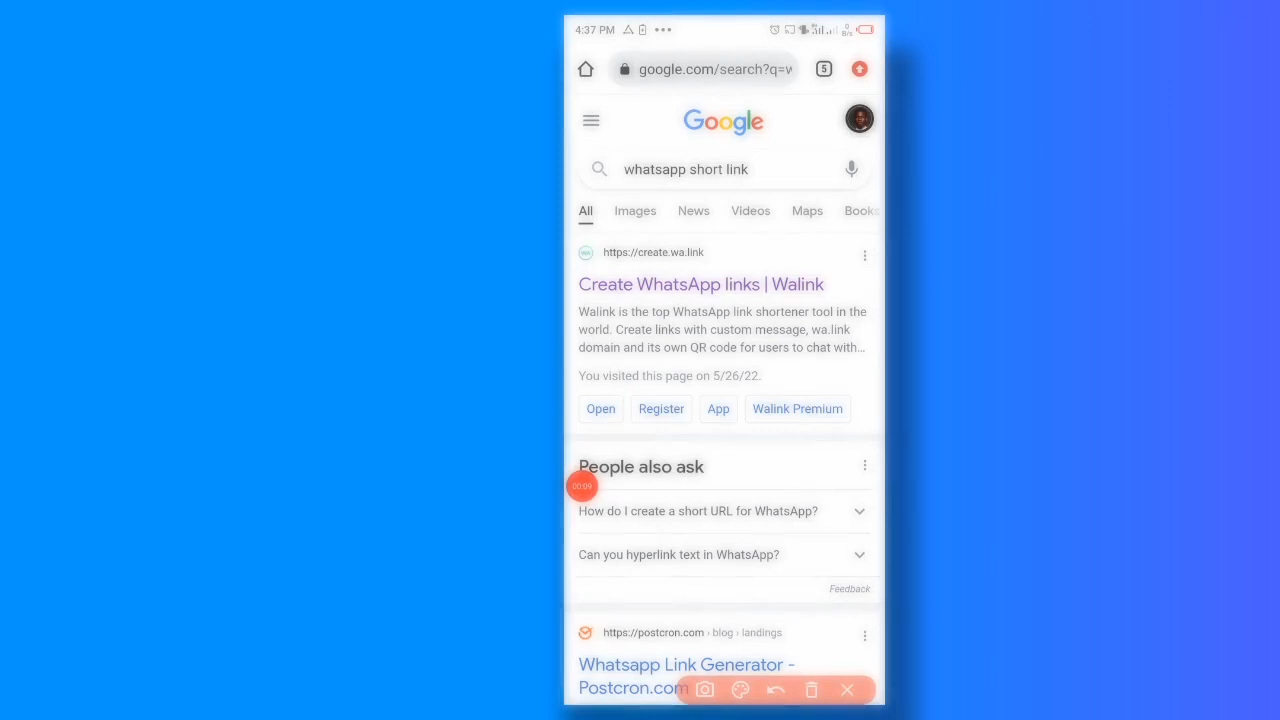 4:37 PM
0
B/s
google.com/search?q=w
5
Google
whatsapp short link
All Images News Videos Maps Books
https://create.wa.link
Create WhatsApp links | Walink
Walink is the top WhatsApp link shortener tool in the
world. Create links with custom message, wa.link
domain and its own QR code for users to chat with...
You visited this page on 5/26/22.
Open Register App Walink Premium
People also ask
00:09
How do I create a short URL for WhatsApp?
Can you hyperlink text in WhatsApp?
Feedback
https://postcron.com › blog › landings
Whatsapp Link Generator -
Postcron.com